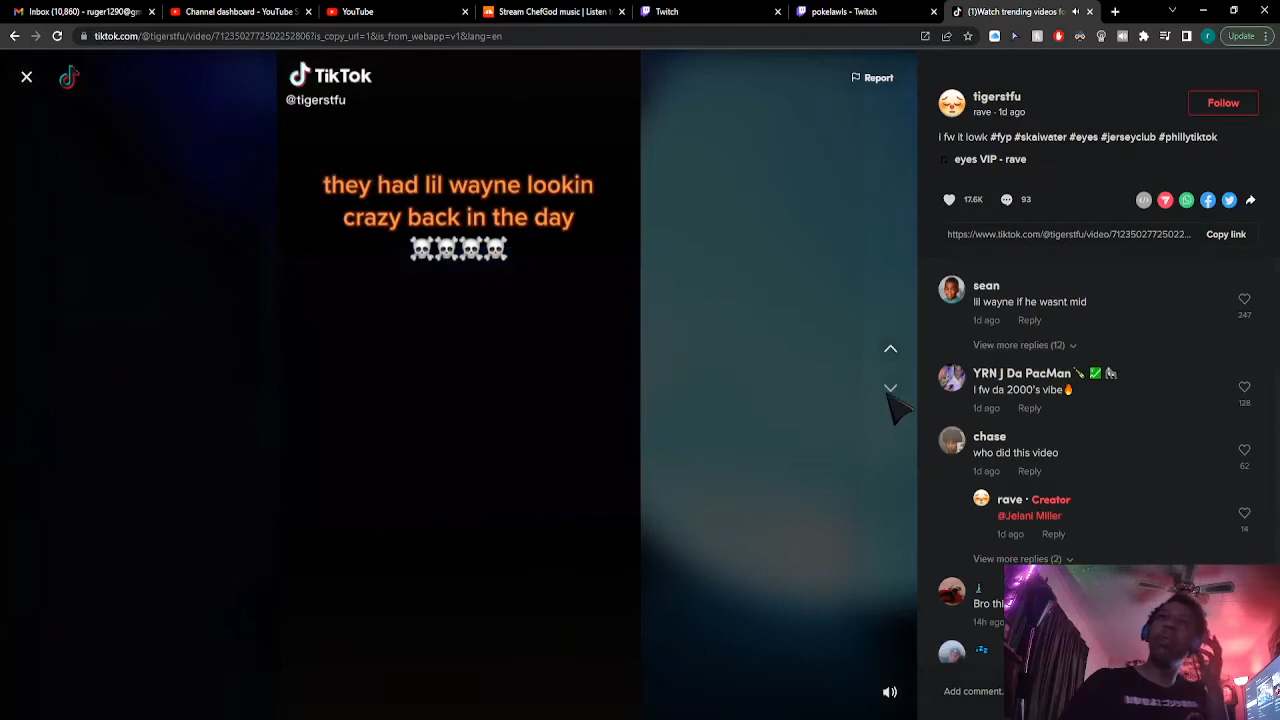 Inbox (10,860) - ruger1290@gm
Channel dashboard - YouTube S
YouTube
Stream ChefGod music | Listen t
Twitch
pokelawls - Twitch
(1)Watch trending videos fo
tiktok.com/@tigerstfu/video/7123502772502252806?is_copy_url=1&is_from_webapp=v1&lang=en
r
Update
TikTok
@tigerstfu
they had lil wayne lookin
crazy back in the day
☠️☠️☠️☠️
Report
tigerstfu
rave · 1d ago
Follow
i fw it lowk #fyp #skaiwater #eyes #jerseyclub #phillytiktok
eyes VIP - rave
17.6K
93
https://www.tiktok.com/@tigerstfu/video/71235027725022...
Copy link
sean
lil wayne if he wasnt mid
1d ago Reply
247
View more replies (12)
YRN J Da PacMan
I fw da 2000's vibe🔥
1d ago Reply
128
chase
who did this video
1d ago Reply
62
rave · Creator
@Jelani Miller
1d ago Reply
14
View more replies (2)
Bro thi
14h ago
💤
Add comment.